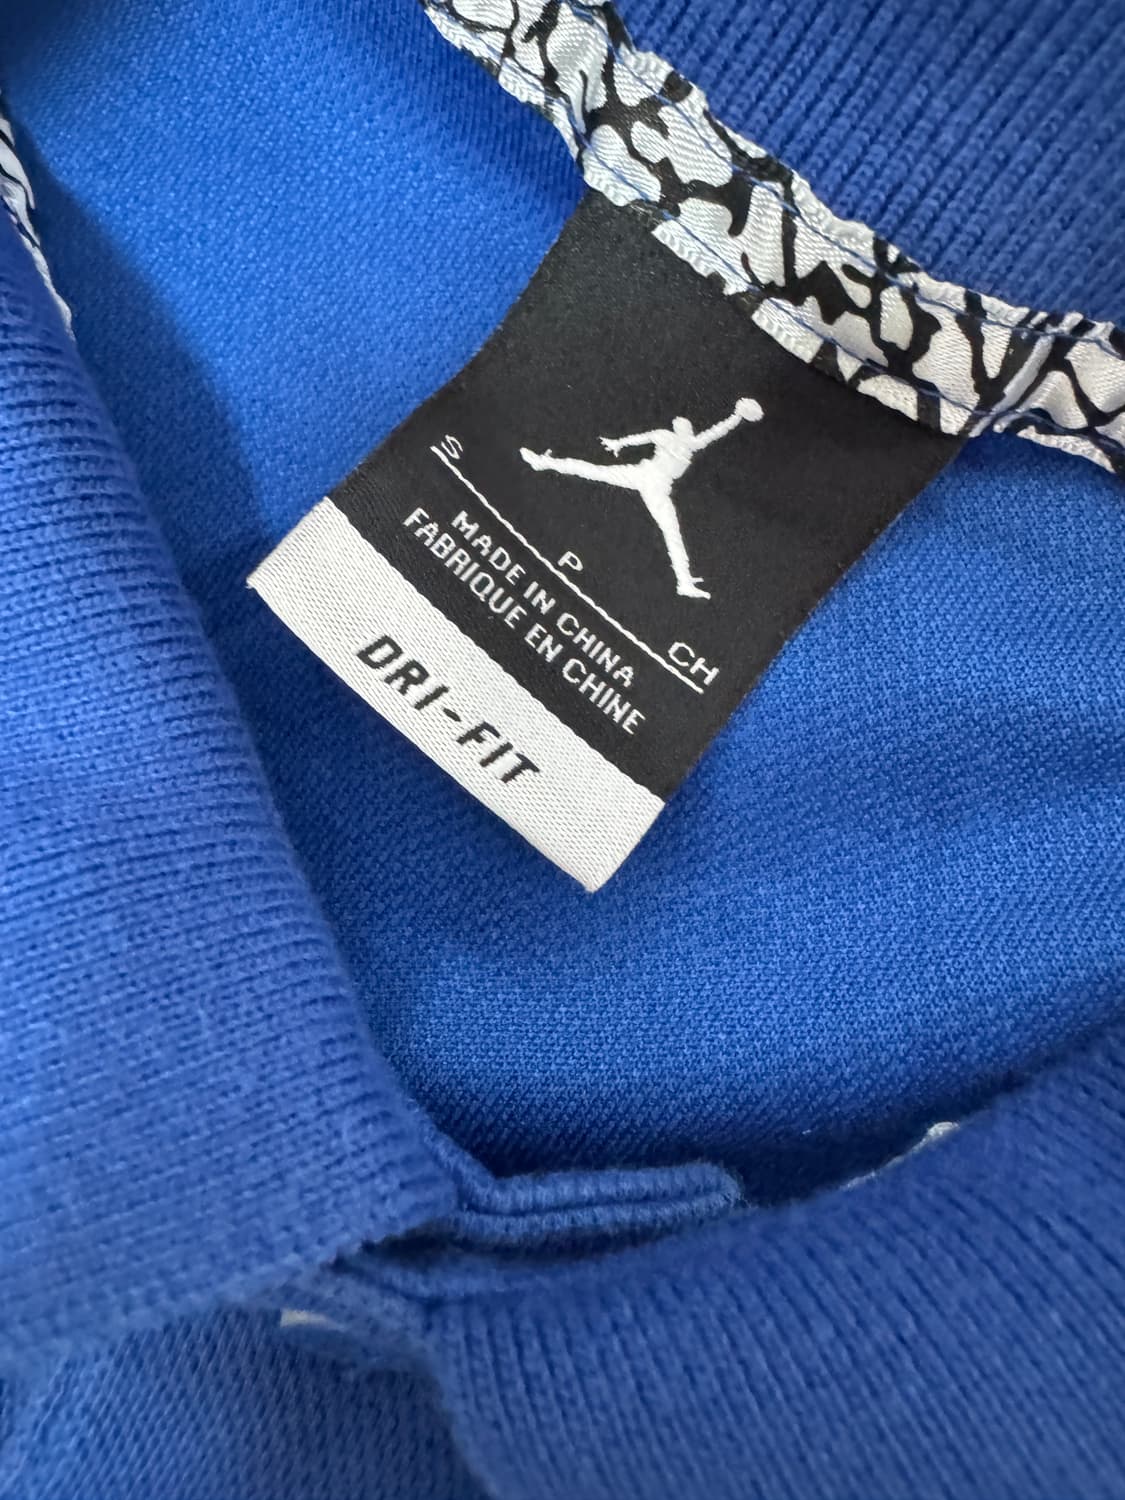 S P CH
MADE IN CHINA
FABRIQUE EN CHINE
DRI-FIT